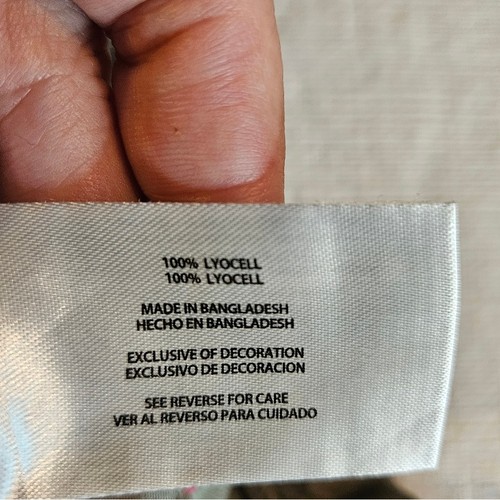 100% LYOCELL
100% LYOCELL
MADE IN BANGLADESH
HECHO EN BANGLADESH
EXCLUSIVE OF DECORATION
EXCLUSIVO DE DECORACION
SEE REVERSE FOR CARE
VER AL REVERSO PARA CUIDADO